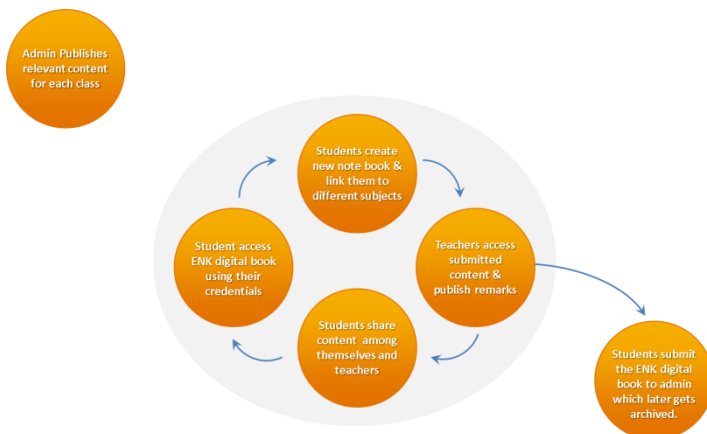 Admin Publishes
relevant content
for each class
Students create
new note book &
link them to
different subjects
Student access
ENK digital book
using their
credentials
Teachers access
submitted
content &
publish remarks
Students share
content among
themselves and
teachers
Students submit
the ENK digital
book to admin
which later gets
archived.